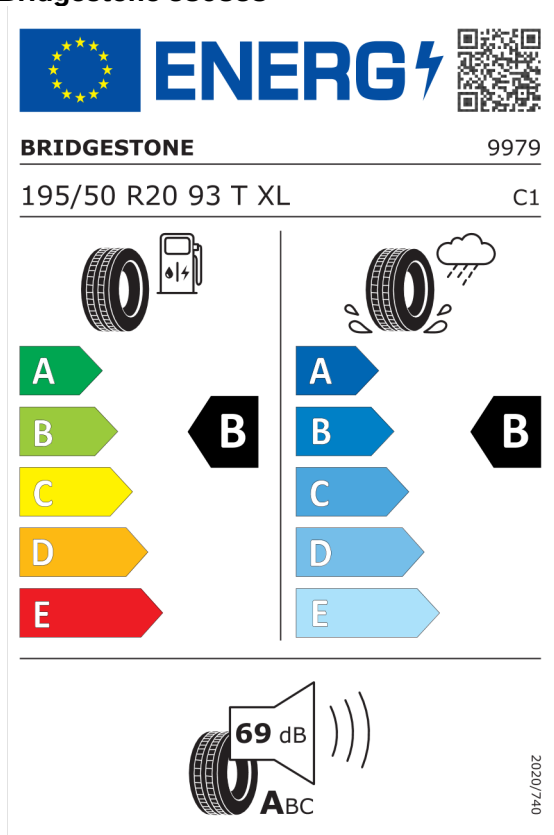 ENERG
BRIDGESTONE 9979
195/50 R20 93 T XL C1
A A
B B B B
C C
D D
E E
69 dB
ABC
2020/740